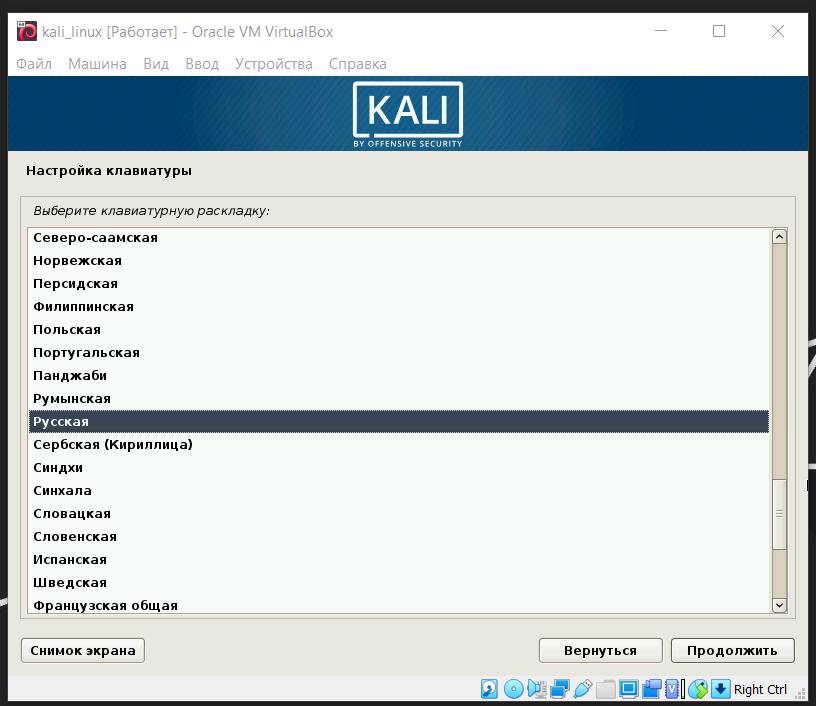 kali_linux [Работает] - Oracle VM VirtualBox
Файл Машина Вид Ввод Устройства Справка
KALI
BY OFFENSIVE SECURITY
Настройка клавиатуры
Выберите клавиатурную раскладку:
Северо-саамская
Норвежская
Персидская
Филиппинская
Польская
Португальская
Панджаби
Румынская
Русская
Сербская (Кириллица)
Синдхи
Синхала
Словацкая
Словенская
Испанская
Шведская
Французская общая
Снимок экрана Вернуться Продолжить
Right Ctrl